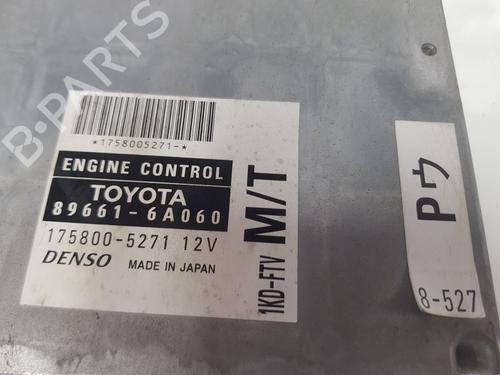 *1758005271-*
ENGINE CONTROL
TOYOTA
89661-6A060
175800-5271 12V
DENSO MADE IN JAPAN
1KD-FTV
M/T
Pウ
8-527
B-PARTS